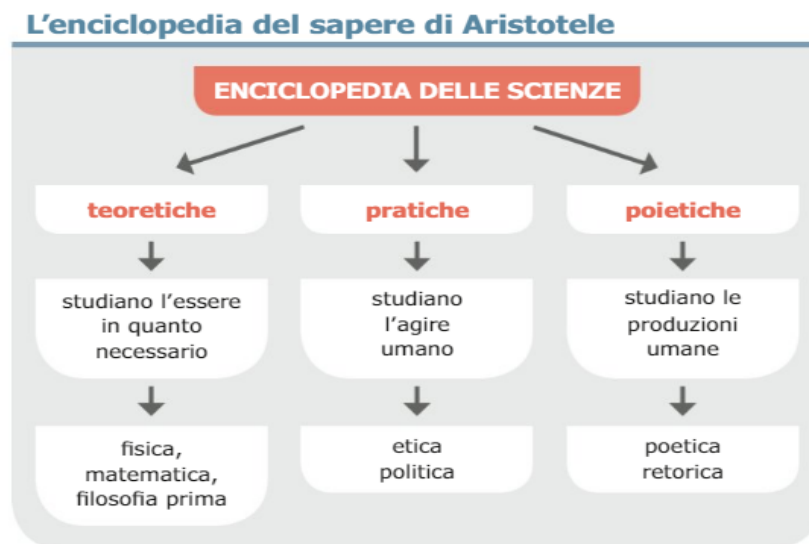 L'enciclopedia del sapere di Aristotele
ENCICLOPEDIA DELLE SCIENZE
teoretiche
pratiche
poietiche
studiano l'essere
in quanto
necessario
studiano
l'agire
umano
studiano le
produzioni
umane
fisica,
matematica,
filosofia prima
etica
politica
poetica
retorica